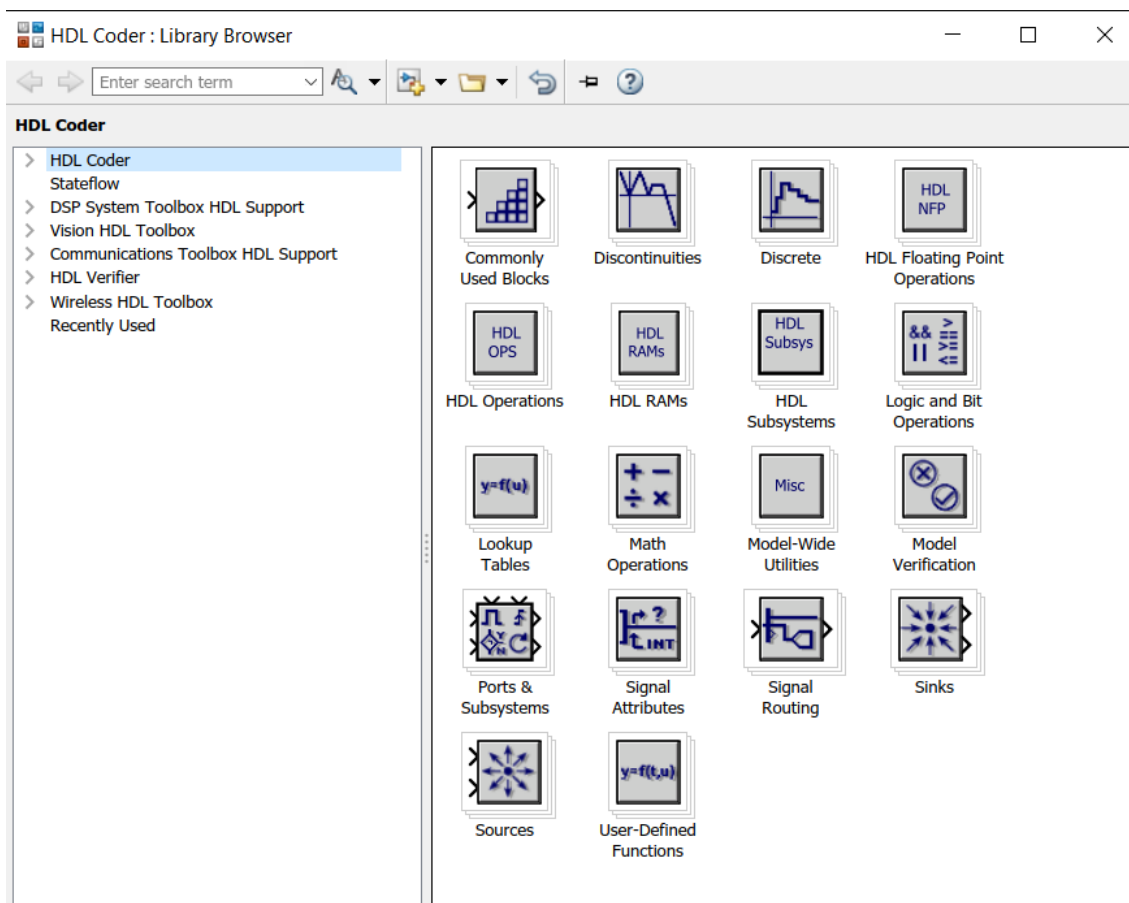 HDL Coder : Library Browser
Enter search term
HDL Coder
HDL Coder
Stateflow
DSP System Toolbox HDL Support
Vision HDL Toolbox
Communications Toolbox HDL Support
HDL Verifier
Wireless HDL Toolbox
Recently Used
Commonly
Used Blocks
Discontinuities
Discrete
HDL
NFP
HDL Floating Point
Operations
HDL
OPS
HDL Operations
HDL
RAMs
HDL RAMs
HDL
Subsys
HDL
Subsystems
&& >
==
|| >=
<=
Logic and Bit
Operations
y=f(u)
Lookup
Tables
+ −
÷ ×
Math
Operations
Misc
Model-Wide
Utilities
Model
Verification
Y
N
Ports &
Subsystems
?
INT
Signal
Attributes
Signal
Routing
Sinks
Sources
y=f(t,u)
User-Defined
Functions